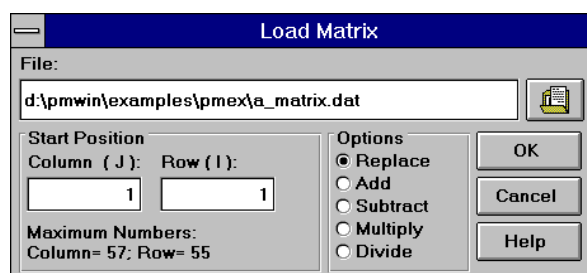 Load Matrix
File:
d:\pmwin\examples\pmex\a_matrix.dat
Start Position
Column ( J ): Row ( I ):
1 1
Maximum Numbers:
Column= 57; Row= 55
Options
Replace
Add
Subtract
Multiply
Divide
OK
Cancel
Help